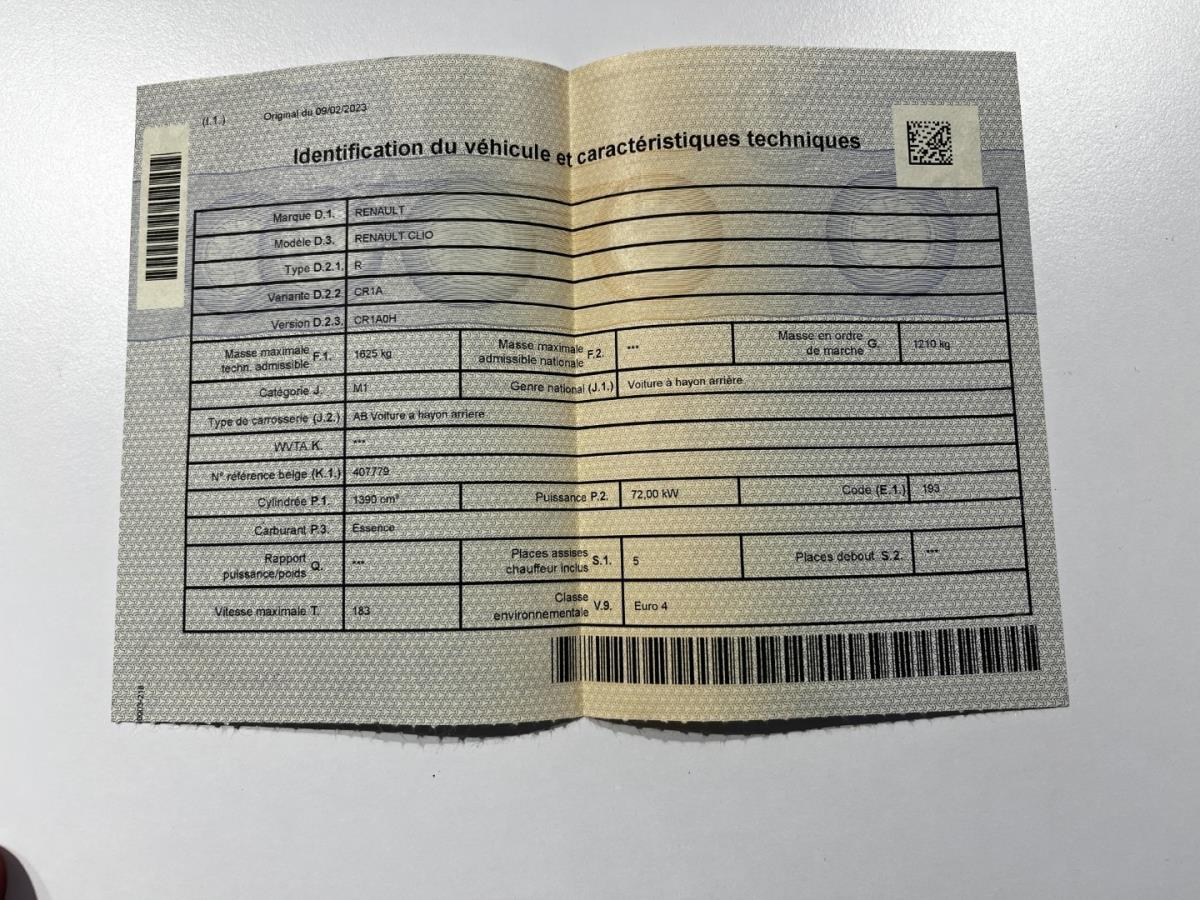 (I.1.) Original du 09/02/2023
Identification du véhicule et caractéristiques techniques
Marque D.1. RENAULT
Modèle D.3. RENAULT CLIO
Type D.2.1. R
Variante D.2.2 CR1A
Version D.2.3. CR1A0H
Masse maximale techn. admissible F.1. 1625 kg Masse maximale admissible nationale F.2. *** Masse en ordre de marche G. 1210 kg
Catégorie J. M1 Genre national (J.1.) Voiture à hayon arrière
Type de carrosserie (J.2.) AB Voiture à hayon arrière
WVTA K. ***
N° référence belge (K.1.) 407779
Cylindrée P.1. 1390 cm³ Puissance P.2. 72,00 kW Code (E.1.) 193
Carburant P.3. Essence
Rapport puissance/poids Q. *** Places assises chauffeur inclus S.1. 5 Places debout S.2. ***
Vitesse maximale T. 183 Classe environnementale V.9. Euro 4